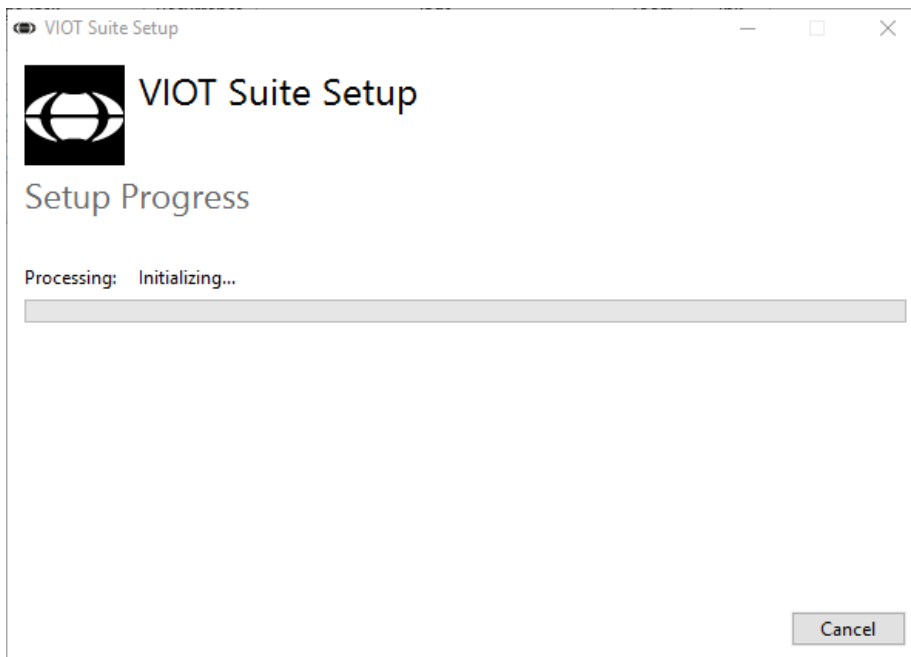 VIOT Suite Setup
VIOT Suite Setup
Setup Progress
Processing: Initializing...
Cancel